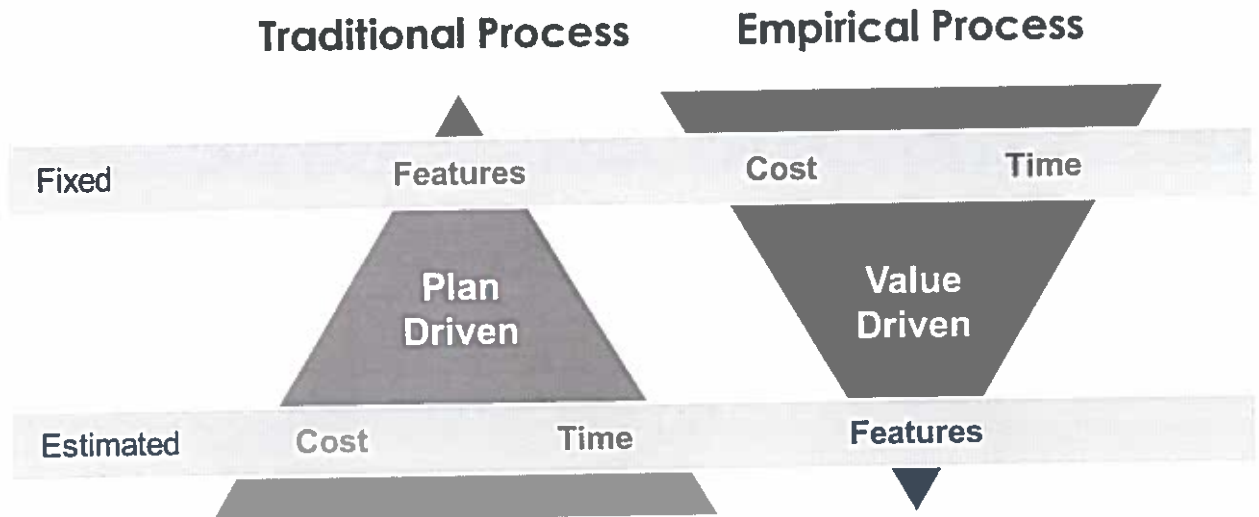 Traditional Process
Empirical Process
Fixed
Features
Cost
Time
Plan
Driven
Value
Driven
Estimated
Cost
Time
Features